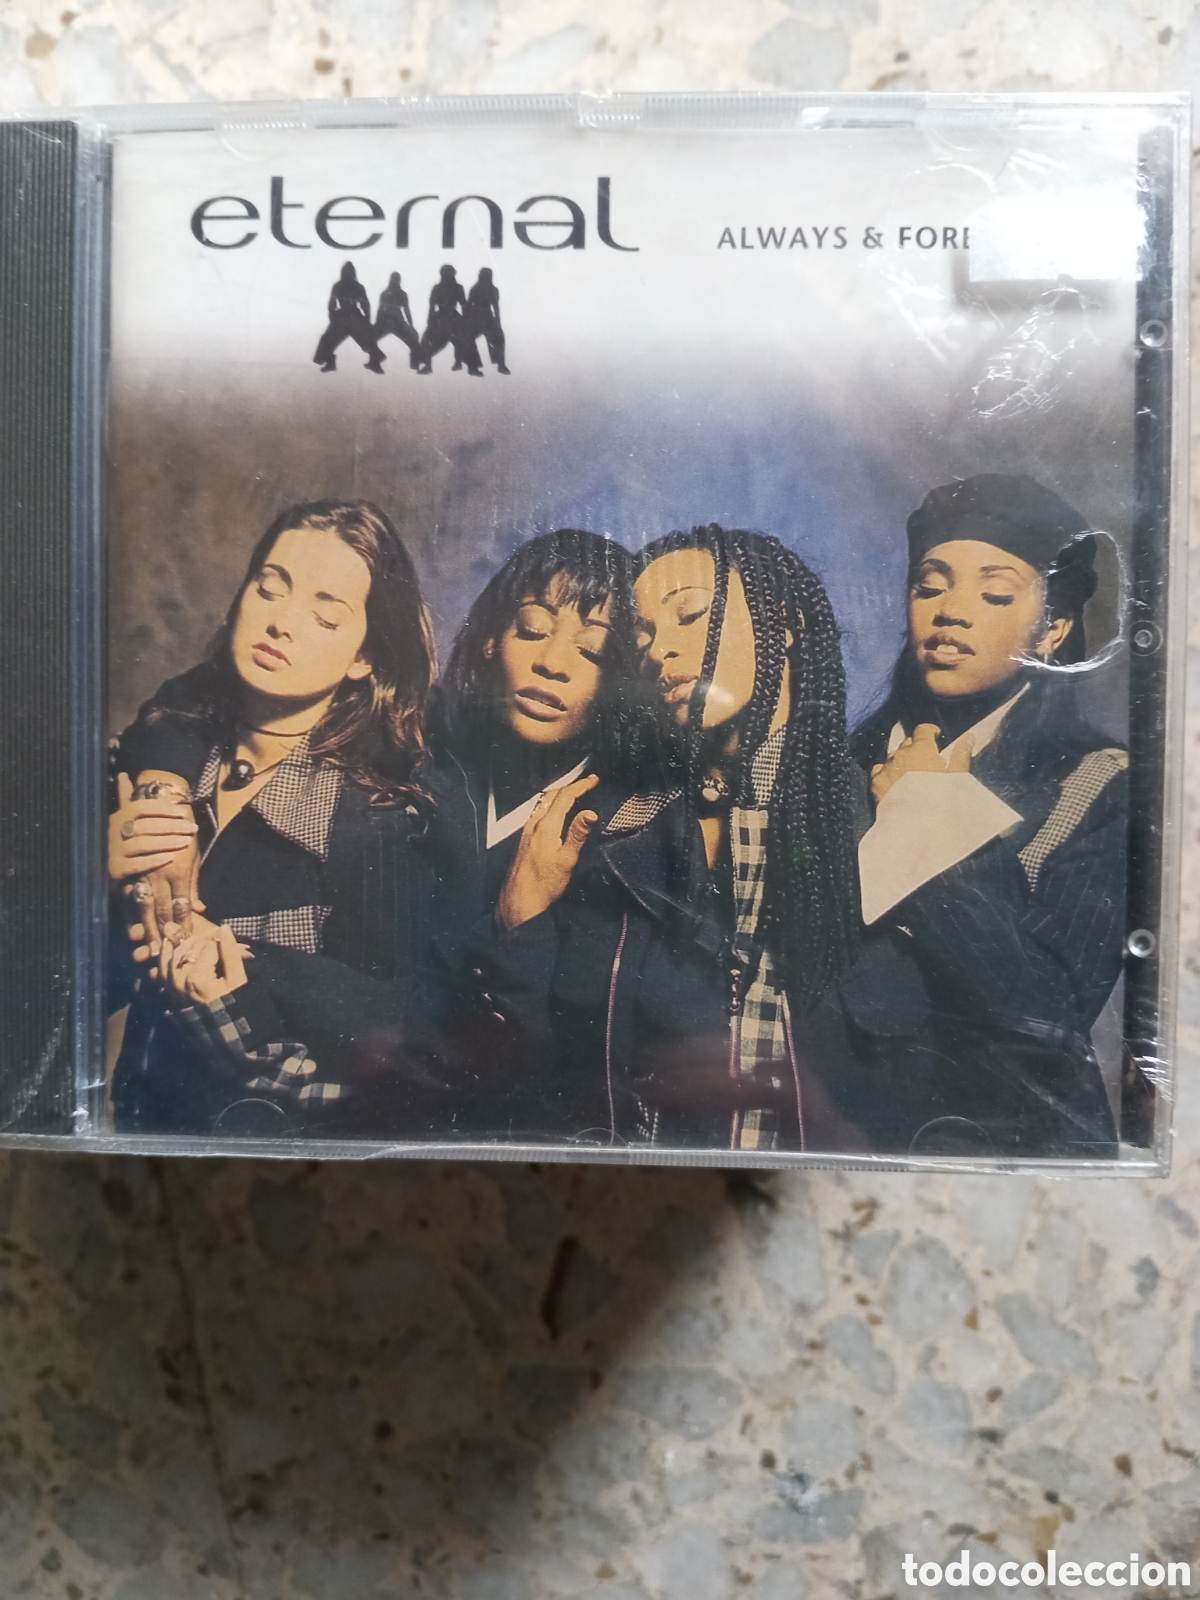 eternal
ALWAYS & FORE
todocoleccion